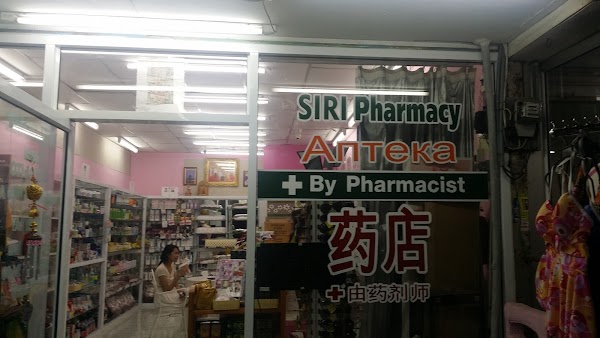 SIRI Pharmacy
Аптека
By Pharmacist
药店
由药剂师